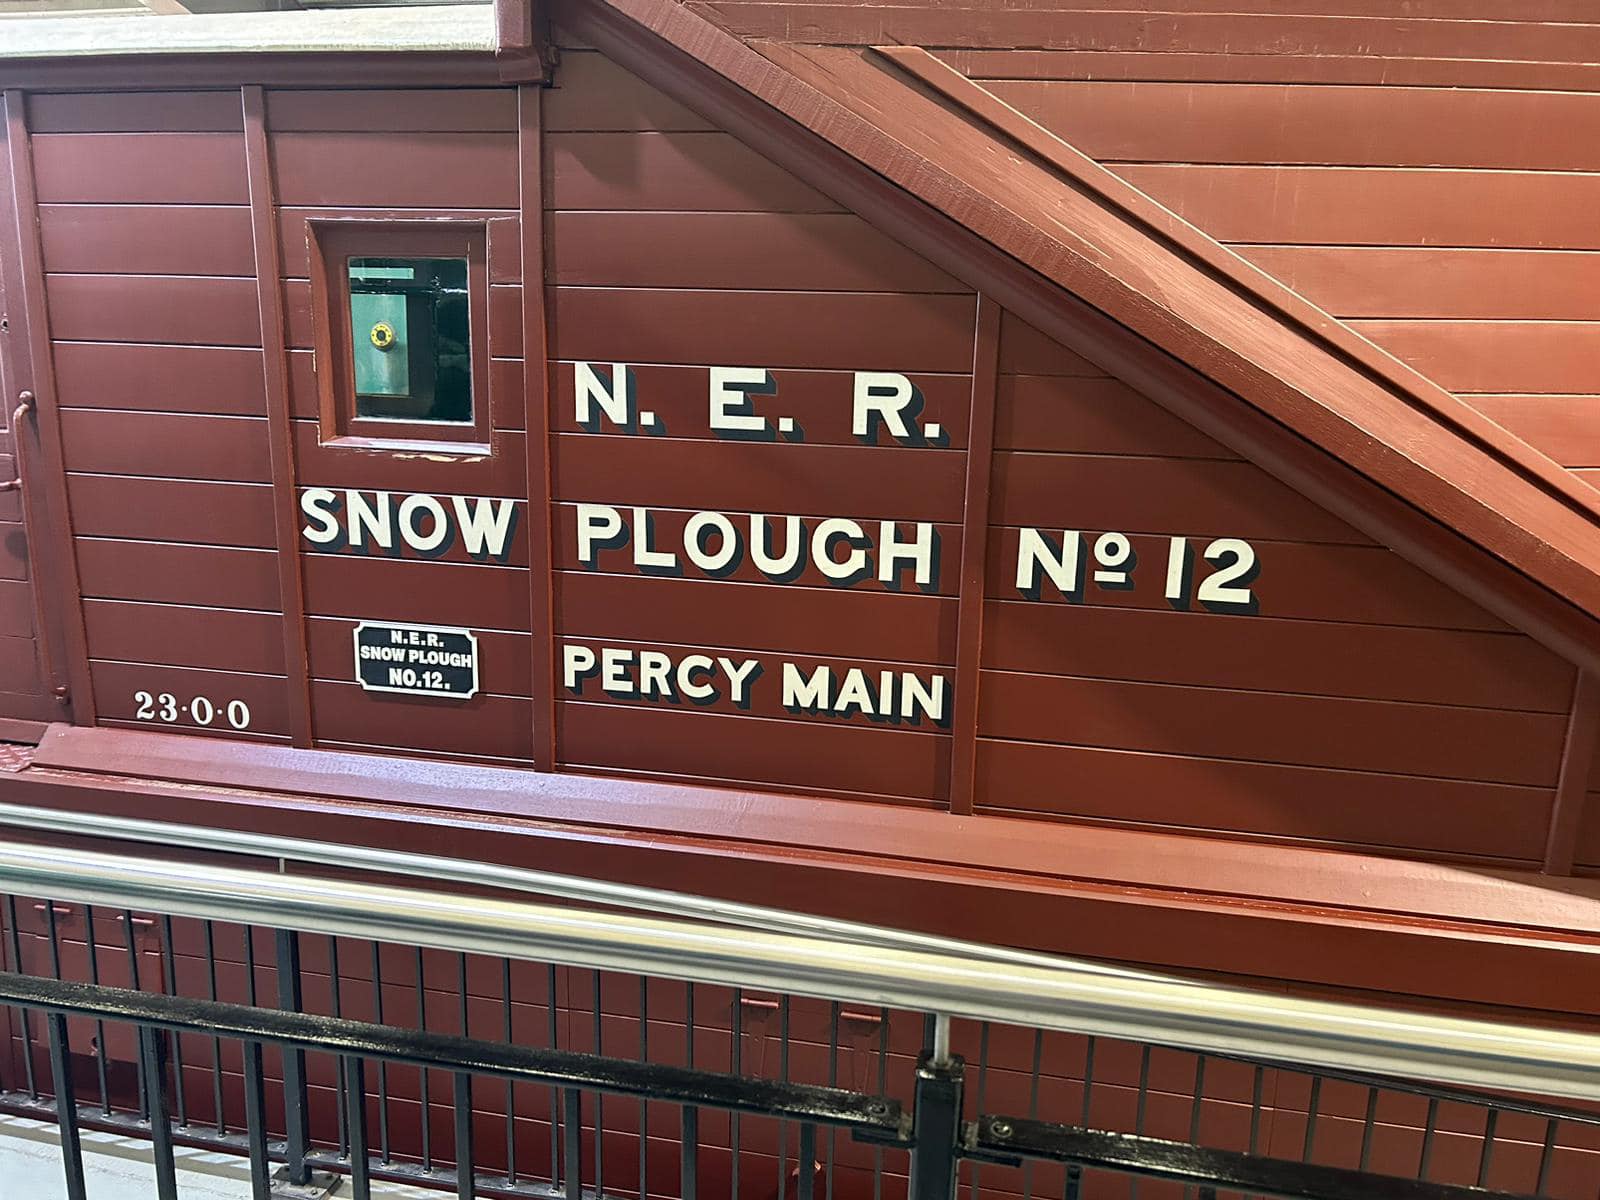 N. E. R.
SNOW PLOUGH Nº 12
PERCY MAIN
N.E.R.
SNOW PLOUGH
NO.12.
23·0·0